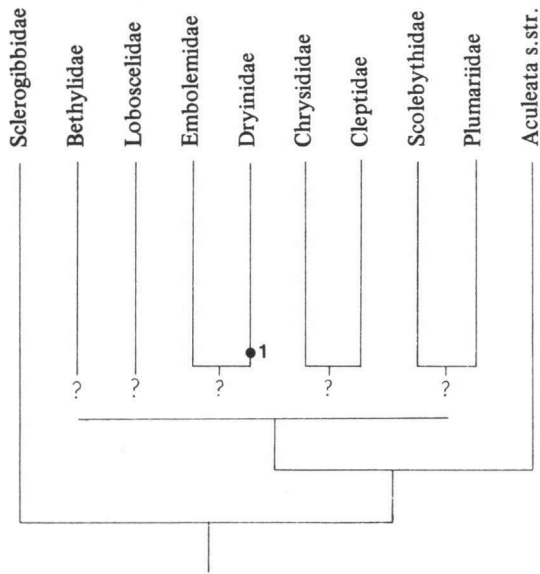 Sclerogibbidae
Bethylidae
Loboscelidae
Embolemidae
Dryinidae
Chrysididae
Cleptidae
Scolebythidae
Plumariidae
Aculeata s.str.
1
?
?
?
?
?